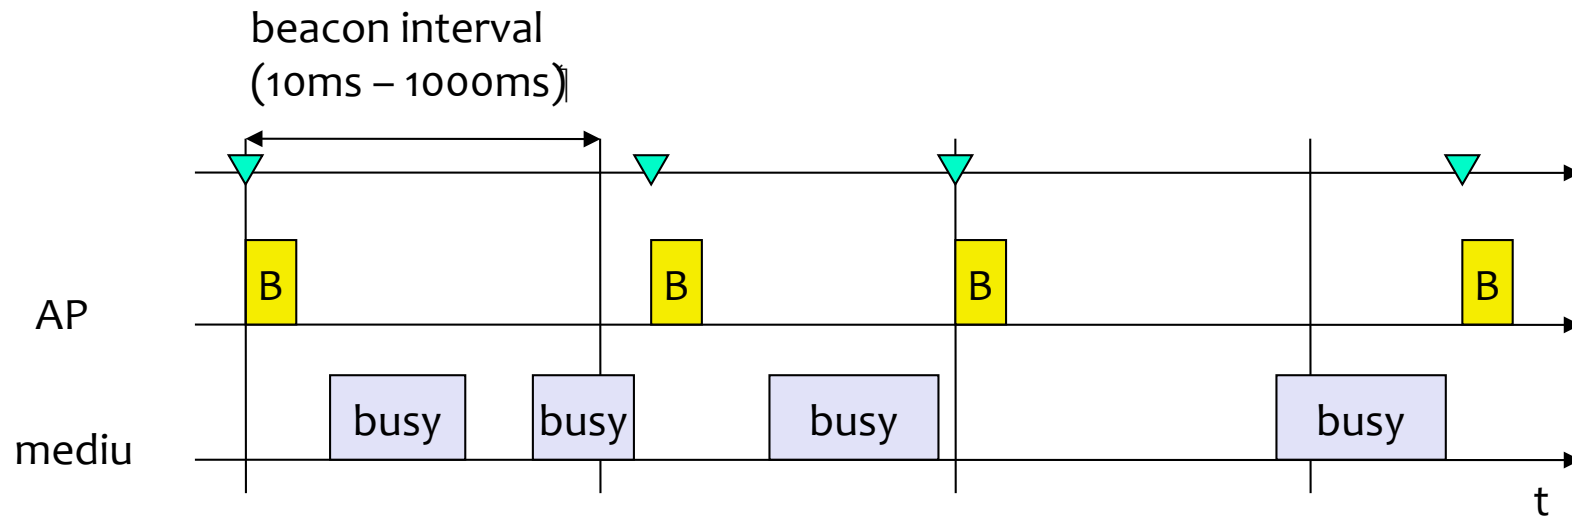 beacon interval
(10ms – 1000ms)
B
B
B
B
AP
busy
busy
busy
busy
mediu
t